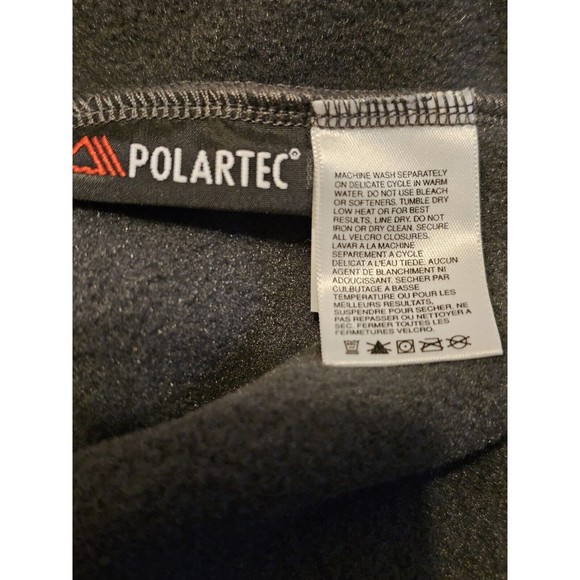 POLARTEC®
MACHINE WASH SEPARATELY
ON DELICATE CYCLE IN WARM
WATER. DO NOT USE BLEACH
OR SOFTENERS. TUMBLE DRY
LOW HEAT OR FOR BEST
RESULTS, LINE DRY. DO NOT
IRON OR DRY CLEAN. SECURE
ALL VELCRO CLOSURES.
LAVAR A LA MACHINE
SEPAREMENT A CYCLE
DELICAT A L'EAU TIEDE. AUCUN
AGENT DE BLANCHIMENT NI
ADOUCISSANT. SÉCHER PAR
CULBUTAGE A BASSE
TEMPERATURE OU POUR LES
MEILLEURS RESULTATS,
SUSPENDRE POUR SÉCHER. NE
PAS REPASSER OU NETTOYER A
SEC. FERMER TOUTES LES
FERMETURES VELCRO.